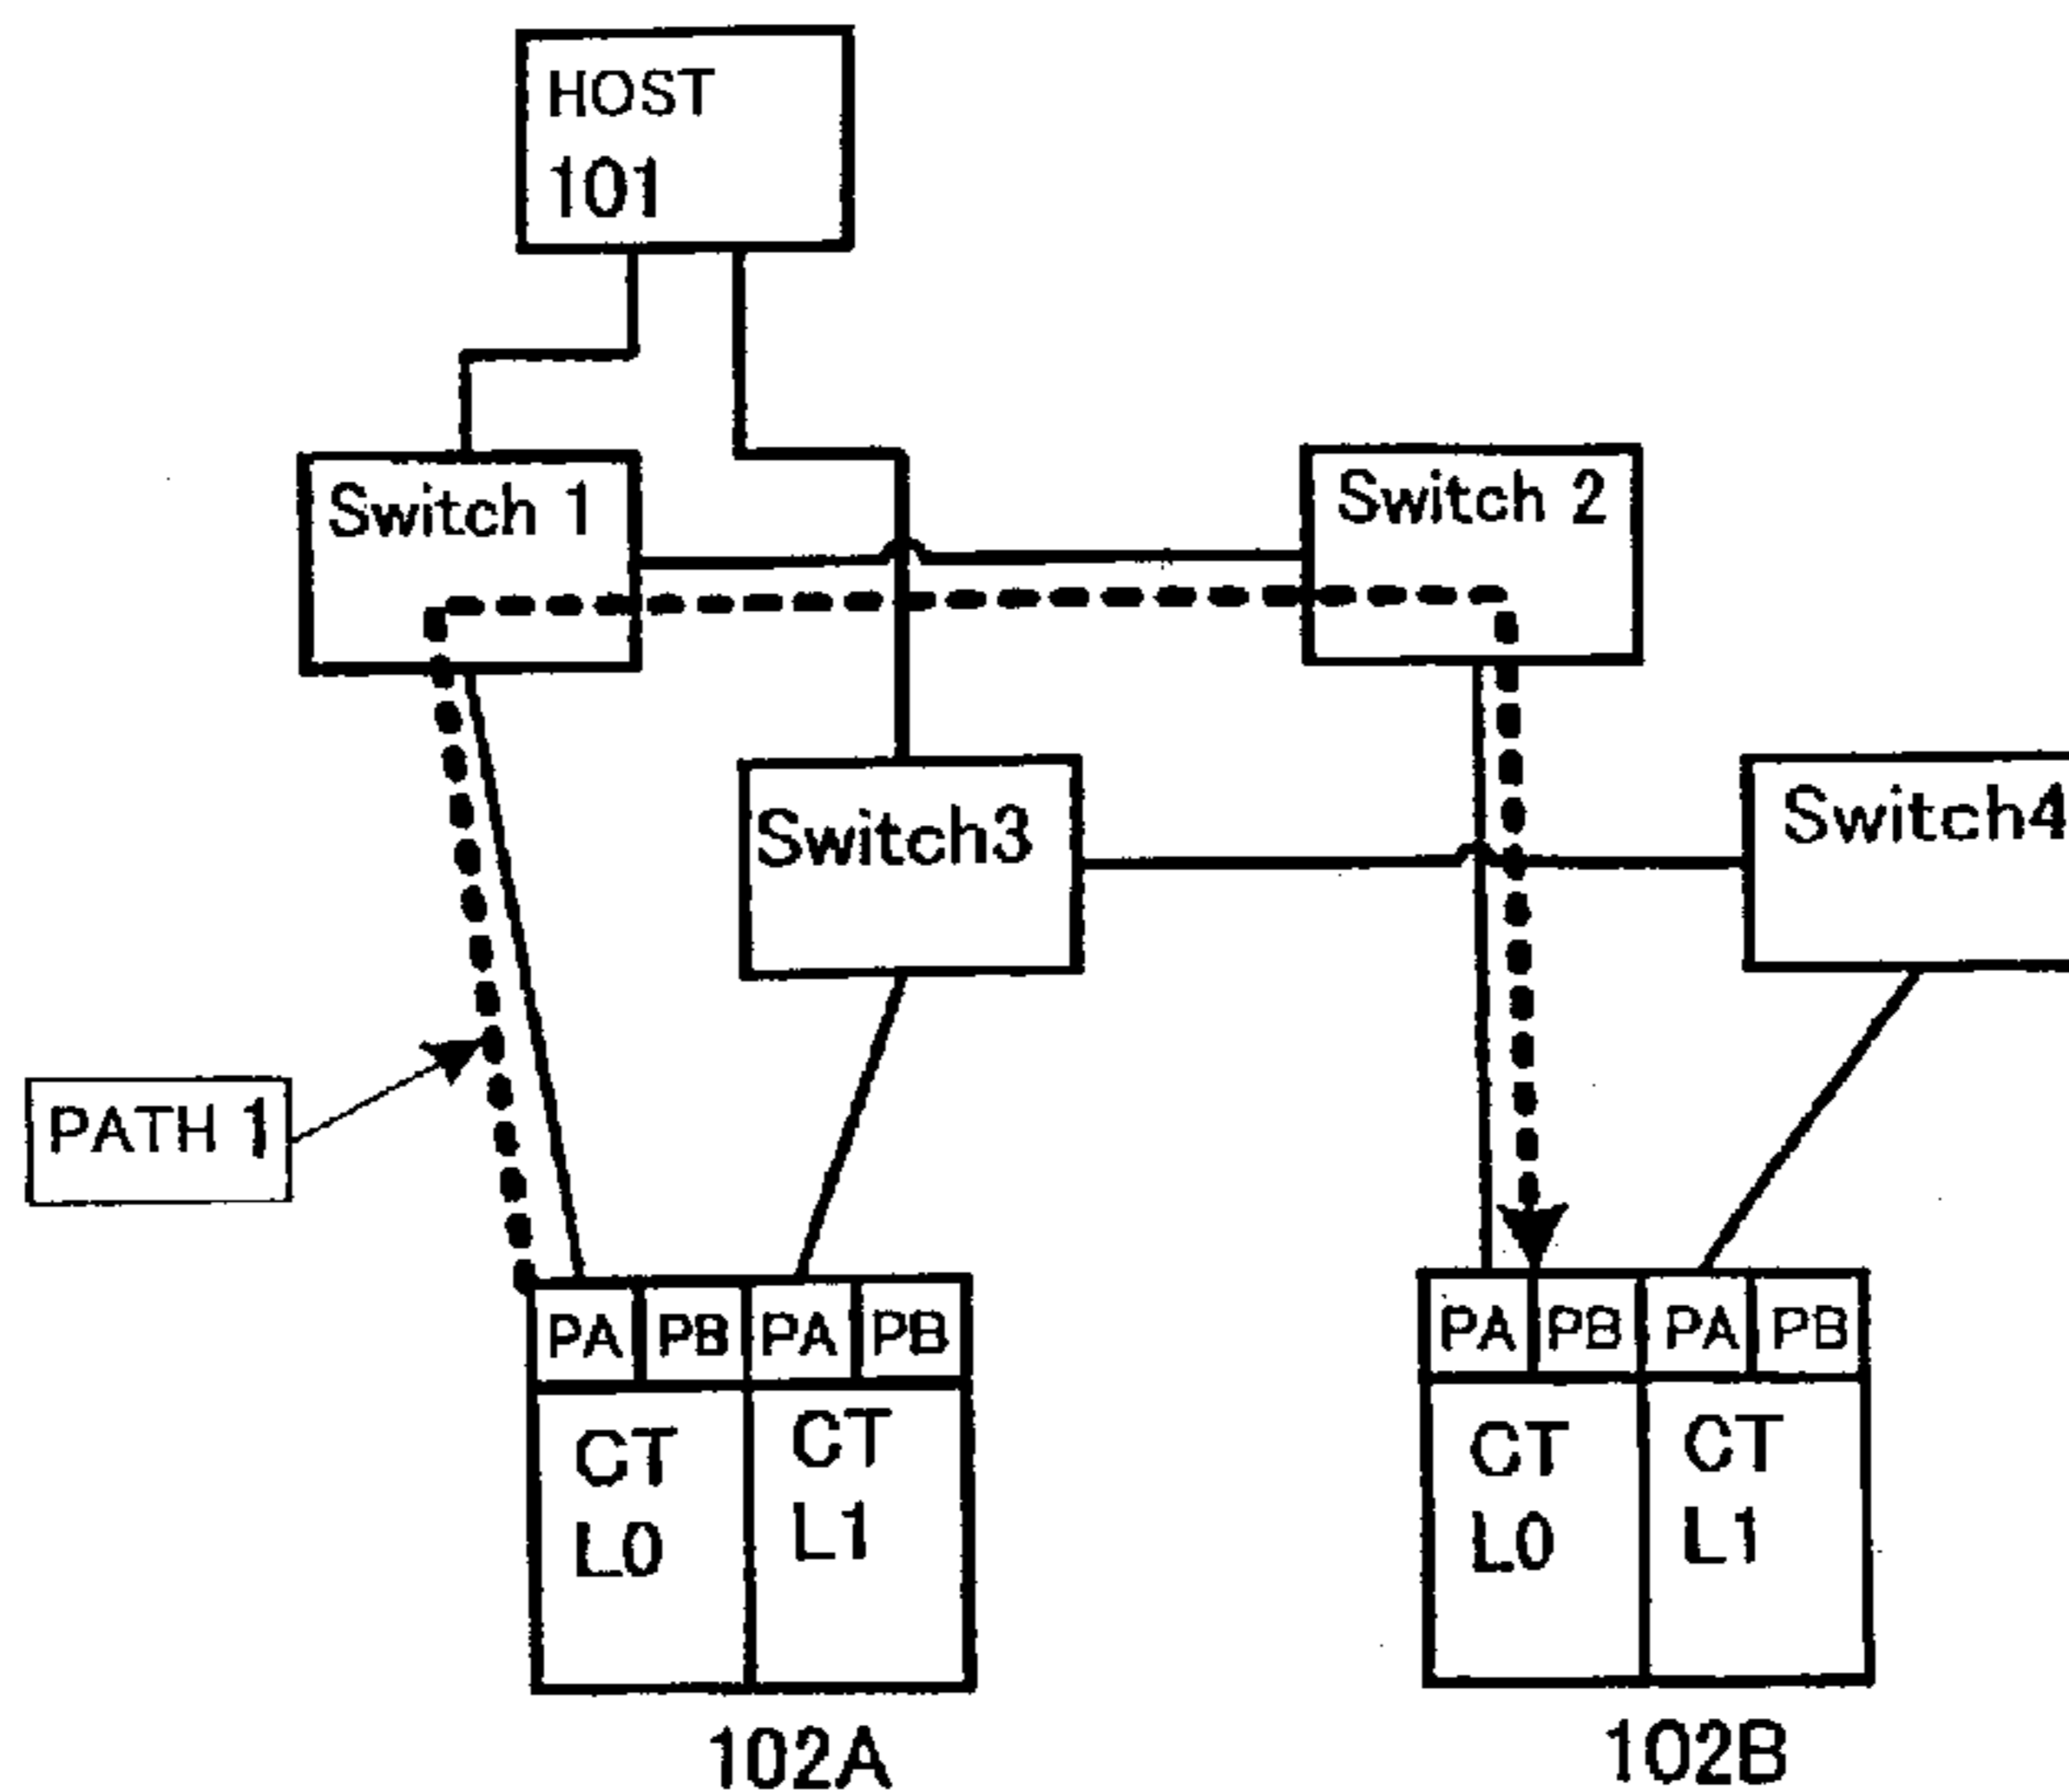 HOST
101
Switch 1
Switch 2
Switch3
Switch4
PATH 1
PA PB PA PB
PA PB PA PB
CT
L0
CT
L1
CT
L0
CT
L1
102A
102B